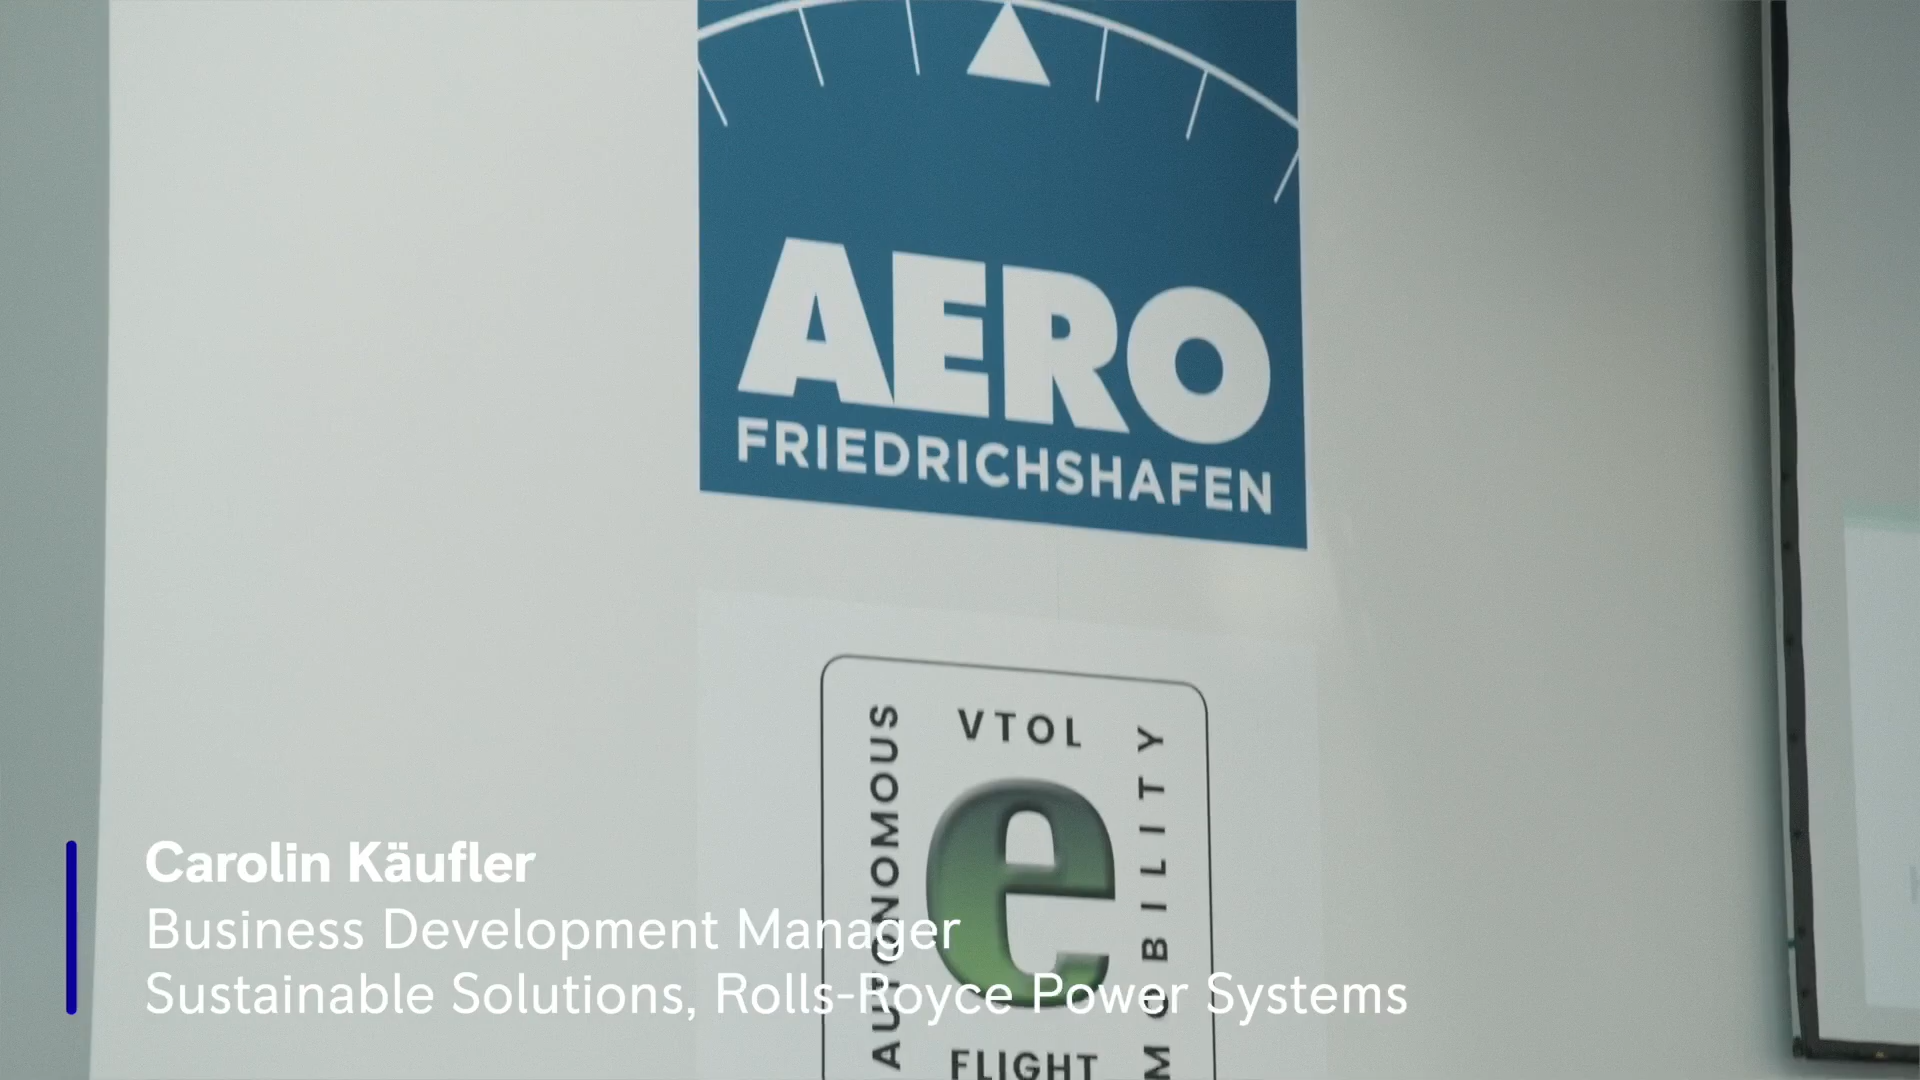 AERO
FRIEDRICHSHAFEN
VTOL
AUTONOMOUS
e
MOBILITY
FLIGHT
Carolin Käufler
Business Development Manager
Sustainable Solutions, Rolls-Royce Power Systems